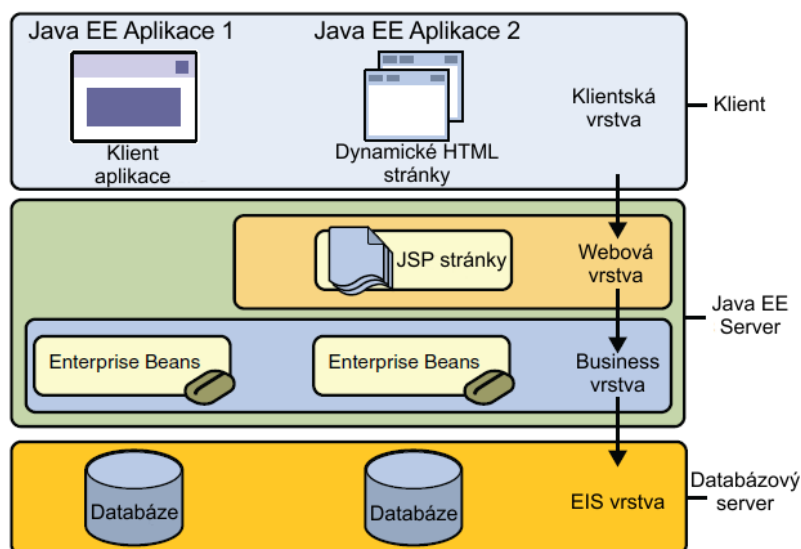 Java EE Aplikace 1
Java EE Aplikace 2
Klient
aplikace
Dynamické HTML
stránky
Klientská
vrstva
Klient
JSP stránky
Webová
vrstva
Java EE
Server
Enterprise Beans
Enterprise Beans
Business
vrstva
Databáze
Databáze
EIS vrstva
Databázový
server